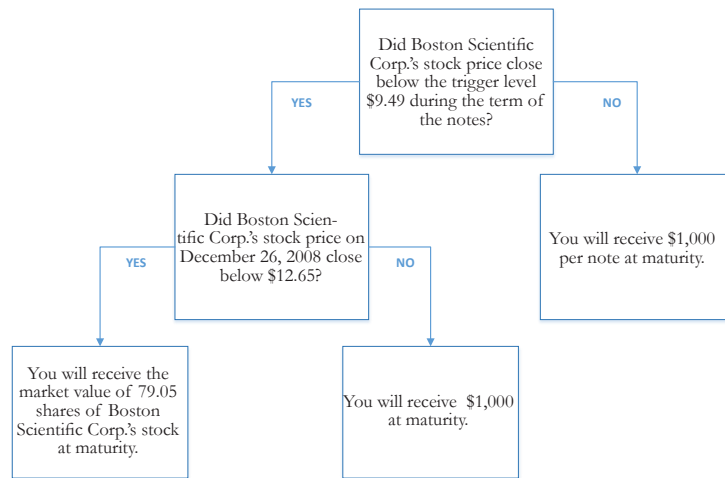 Did Boston Scientific
Corp.'s stock price close
below the trigger level
$9.49 during the term of
the notes?
YES
NO
Did Boston Scien-
tific Corp.'s stock price on
December 26, 2008 close
below $12.65?
You will receive $1,000
per note at maturity.
YES
NO
You will receive the
market value of 79.05
shares of Boston
Scientific Corp.'s stock
at maturity.
You will receive $1,000
at maturity.